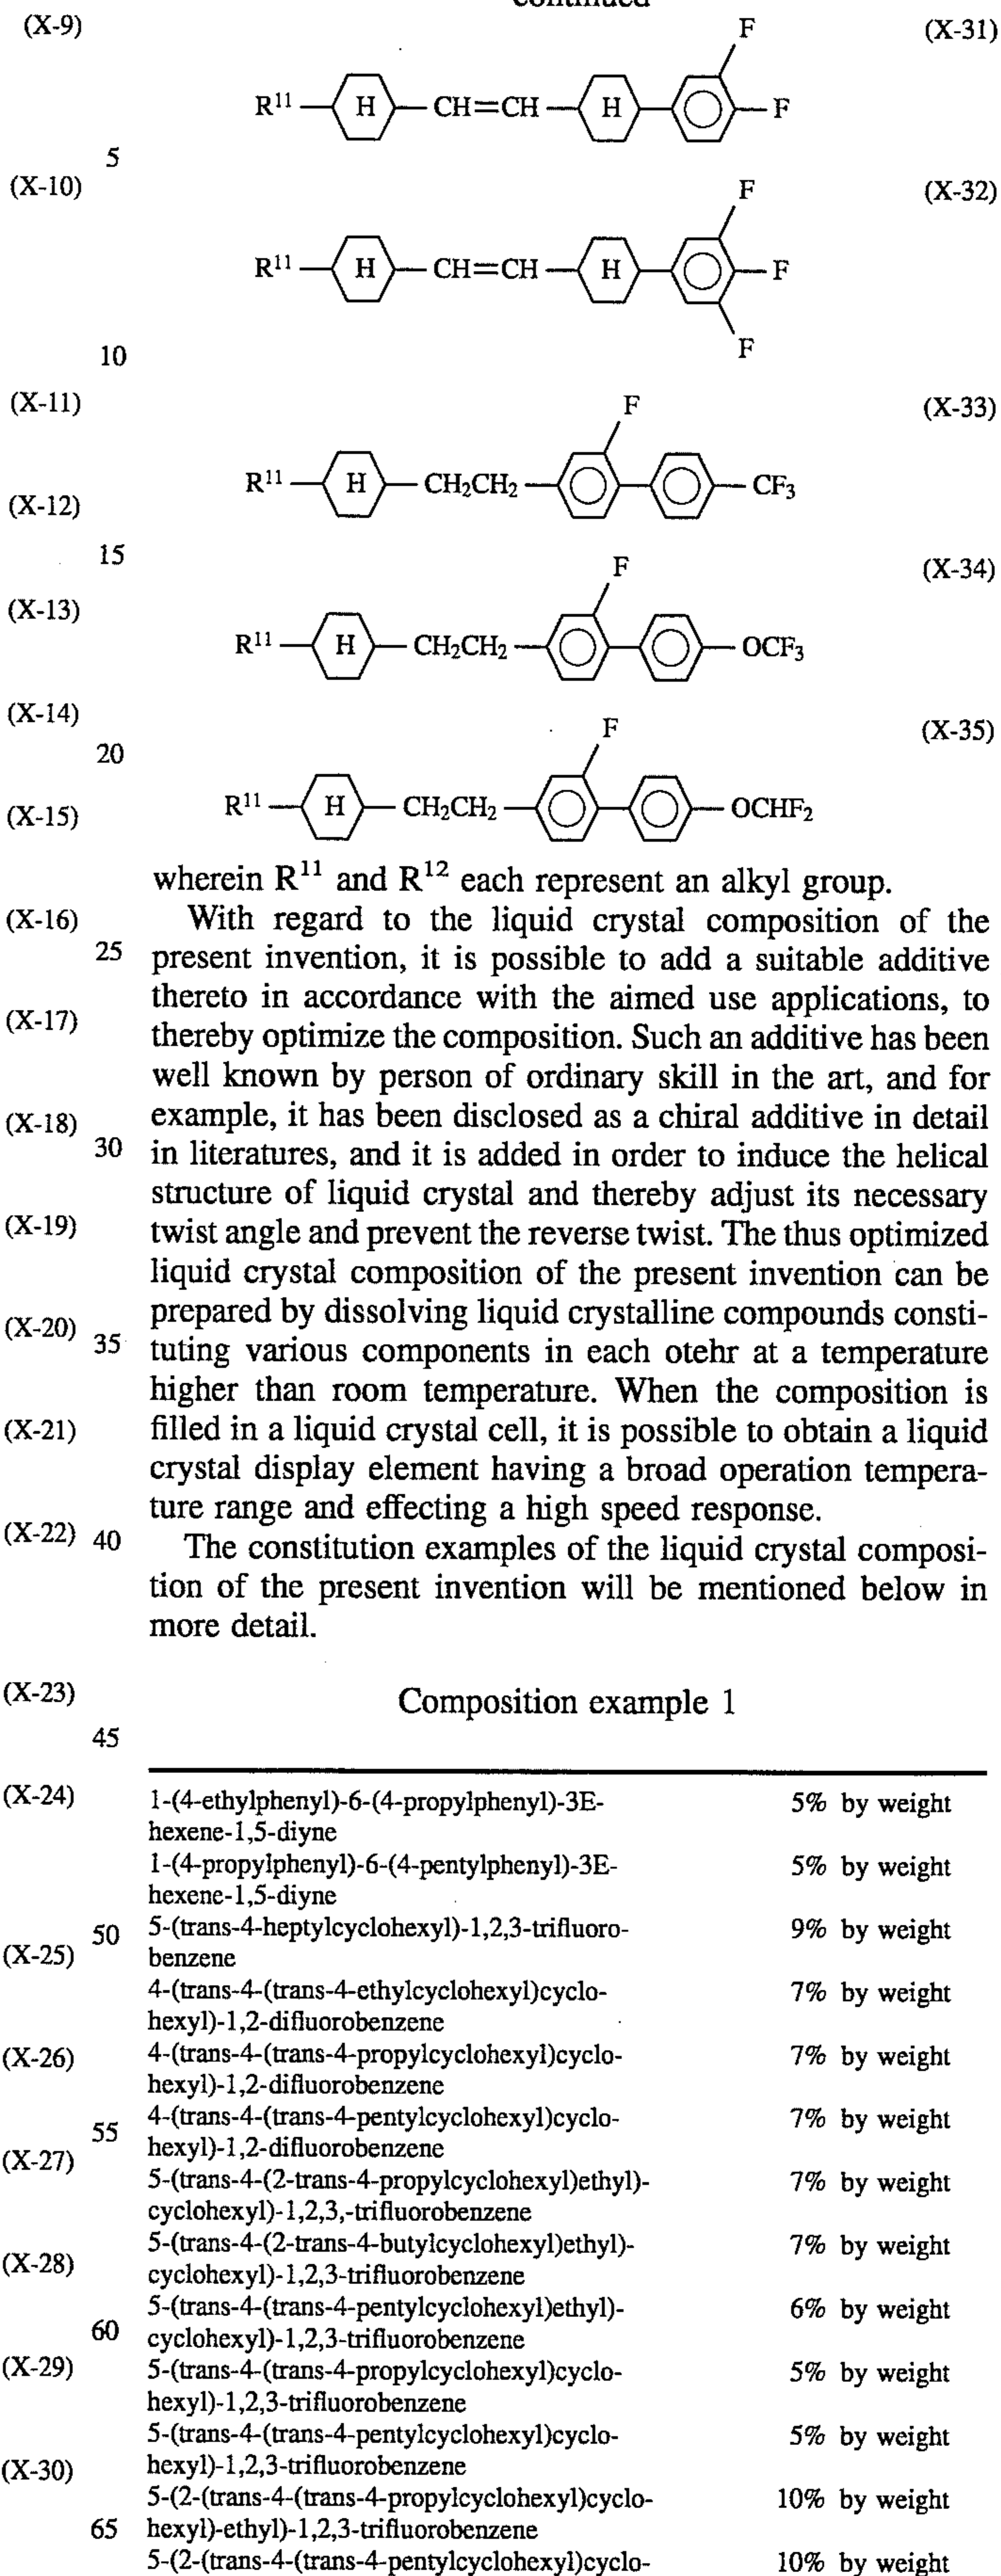 continued
(X-9) (X-31)
F
R¹¹ H CH=CH H F
5
(X-10) (X-32)
F
R¹¹ H CH=CH H F
F
10
(X-11) (X-33)
F
R¹¹ H CH₂CH₂ CF₃
(X-12)
15
F (X-34)
(X-13)
R¹¹ H CH₂CH₂ OCF₃
(X-14) F (X-35)
20
R¹¹ H CH₂CH₂ OCHF₂
(X-15)
wherein R¹¹ and R¹² each represent an alkyl group.
(X-16) With regard to the liquid crystal composition of the
25 present invention, it is possible to add a suitable additive
thereto in accordance with the aimed use applications, to
(X-17) thereby optimize the composition. Such an additive has been
well known by person of ordinary skill in the art, and for
(X-18) example, it has been disclosed as a chiral additive in detail
30 in literatures, and it is added in order to induce the helical
structure of liquid crystal and thereby adjust its necessary
(X-19) twist angle and prevent the reverse twist. The thus optimized
liquid crystal composition of the present invention can be
(X-20) prepared by dissolving liquid crystalline compounds consti-
35 tuting various components in each otehr at a temperature
higher than room temperature. When the composition is
(X-21) filled in a liquid crystal cell, it is possible to obtain a liquid
crystal display element having a broad operation tempera-
ture range and effecting a high speed response.
(X-22) 40 The constitution examples of the liquid crystal composi-
tion of the present invention will be mentioned below in
more detail.
(X-23) Composition example 1
45
(X-24) 1-(4-ethylphenyl)-6-(4-propylphenyl)-3E- 5% by weight
hexene-1,5-diyne
1-(4-propylphenyl)-6-(4-pentylphenyl)-3E- 5% by weight
hexene-1,5-diyne
50 5-(trans-4-heptylcyclohexyl)-1,2,3-trifluoro- 9% by weight
(X-25) benzene
4-(trans-4-(trans-4-ethylcyclohexyl)cyclo- 7% by weight
hexyl)-1,2-difluorobenzene
(X-26) 4-(trans-4-(trans-4-propylcyclohexyl)cyclo- 7% by weight
hexyl)-1,2-difluorobenzene
55 4-(trans-4-(trans-4-pentylcyclohexyl)cyclo- 7% by weight
(X-27) hexyl)-1,2-difluorobenzene
5-(trans-4-(2-trans-4-propylcyclohexyl)ethyl)- 7% by weight
cyclohexyl)-1,2,3,-trifluorobenzene
(X-28) 5-(trans-4-(2-trans-4-butylcyclohexyl)ethyl)- 7% by weight
cyclohexyl)-1,2,3-trifluorobenzene
5-(trans-4-(trans-4-pentylcyclohexyl)ethyl)- 6% by weight
60 cyclohexyl)-1,2,3-trifluorobenzene
(X-29) 5-(trans-4-(trans-4-propylcyclohexyl)cyclo- 5% by weight
hexyl)-1,2,3-trifluorobenzene
5-(trans-4-(trans-4-pentylcyclohexyl)cyclo- 5% by weight
(X-30) hexyl)-1,2,3-trifluorobenzene
5-(2-(trans-4-(trans-4-propylcyclohexyl)cyclo- 10% by weight
65 hexyl)-ethyl)-1,2,3-trifluorobenzene
5-(2-(trans-4-(trans-4-pentylcyclohexyl)cyclo- 10% by weight